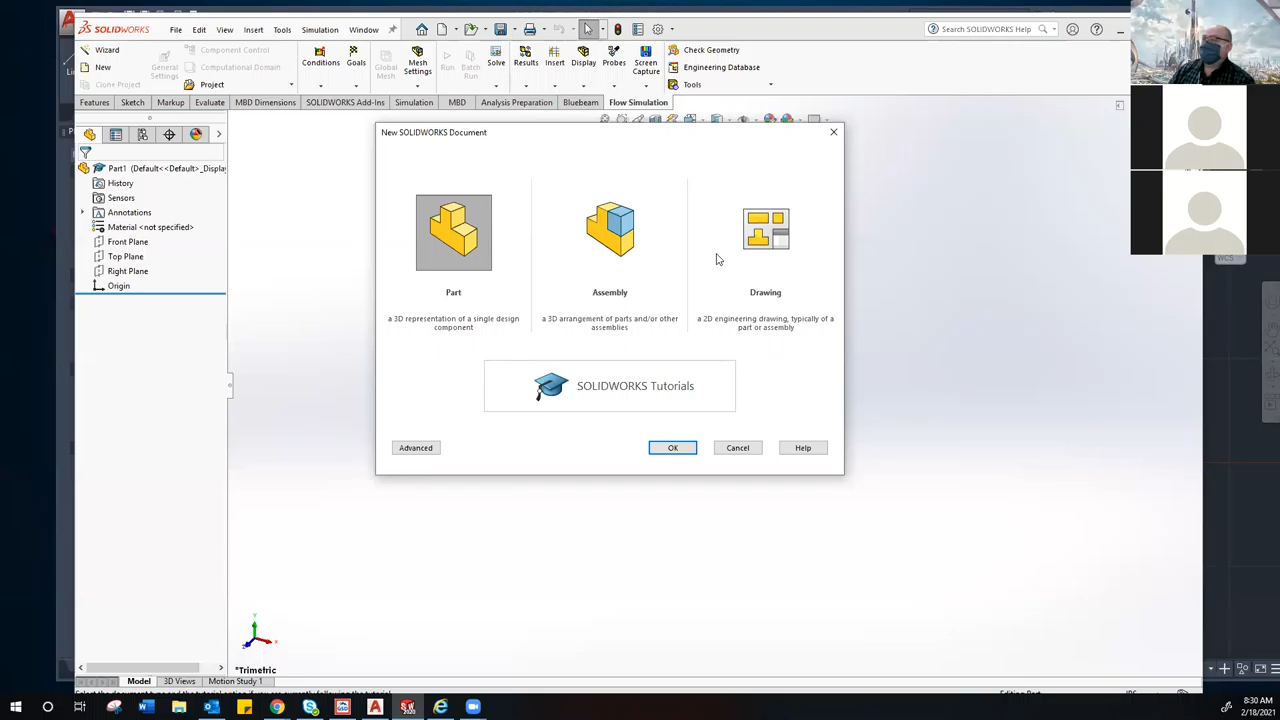 SOLIDWORKS File Edit View Insert Tools Simulation Window
Search SOLIDWORKS Help
Wizard
New
Clone Project
General Settings
Component Control
Computational Domain
Project
Global Mesh
Conditions
Goals
Mesh Settings
Run
Batch Run
Solve
Results
Insert
Display
Probes
Screen Capture
Check Geometry
Engineering Database
Tools
Features Sketch Markup Evaluate MBD Dimensions SOLIDWORKS Add-Ins Simulation MBD Analysis Preparation Bluebeam Flow Simulation
Part1 (Default<<Default>_Display
History
Sensors
Annotations
Material <not specified>
Front Plane
Top Plane
Right Plane
Origin
New SOLIDWORKS Document
Part
a 3D representation of a single design component
Assembly
a 3D arrangement of parts and/or other assemblies
Drawing
a 2D engineering drawing, typically of a part or assembly
SOLIDWORKS Tutorials
Advanced OK Cancel Help
WCS
Y
X
Z
*Trimetric
Model 3D Views Motion Study 1
Editing Part
IPS
8:30 AM
2/18/2021